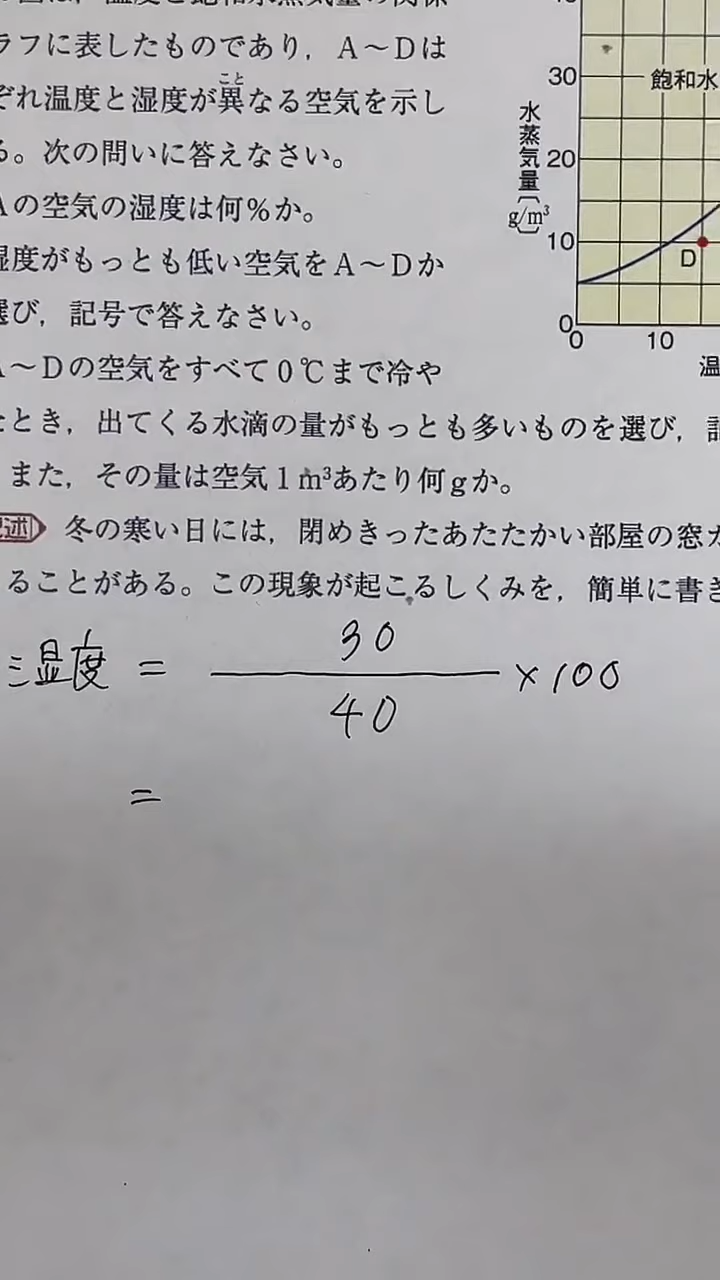 ラフに表したものであり，A～Dは
ぞれ温度と湿度が異なる空気を示し
こと
る。次の問いに答えなさい。
Aの空気の湿度は何％か。
湿度がもっとも低い空気をA～Dか
選び，記号で答えなさい。
A～Dの空気をすべて0℃まで冷や
たとき，出てくる水滴の量がもっとも多いものを選び，
また，その量は空気1m³あたり何gか。
冬の寒い日には，閉めきったあたたかい部屋の窓が
ることがある。この現象が起こるしくみを，簡単に書き
30
飽和水
水蒸気量
20
〔g/m³〕
10
D
0
0 10
温
湿度 = 30/40 × 100
=